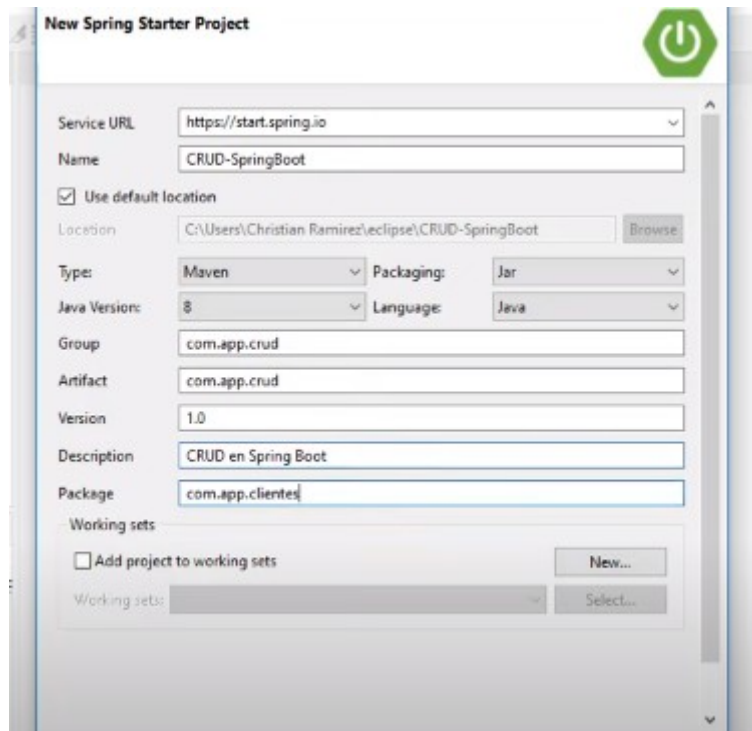 New Spring Starter Project
Service URL https://start.spring.io
Name CRUD-SpringBoot
Use default location
Location C:\Users\Christian Ramirez\eclipse\CRUD-SpringBoot Browse
Type: Maven Packaging: Jar
Java Version: 8 Language: Java
Group com.app.crud
Artifact com.app.crud
Version 1.0
Description CRUD en Spring Boot
Package com.app.clientes
Working sets
Add project to working sets New...
Working sets: Select...